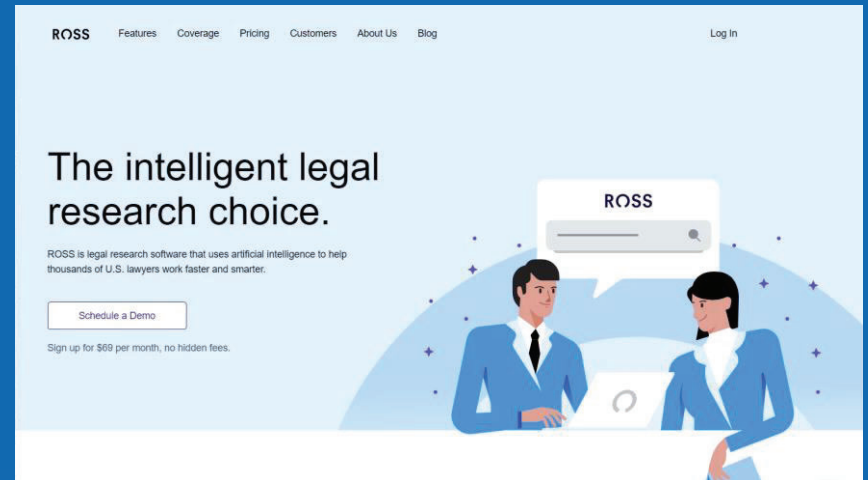 ROSS Features Coverage Pricing Customers About Us Blog Log In
The intelligent legal
research choice.
ROSS is legal research software that uses artificial intelligence to help
thousands of U.S. lawyers work faster and smarter.
Schedule a Demo
Sign up for $69 per month, no hidden fees.
ROSS